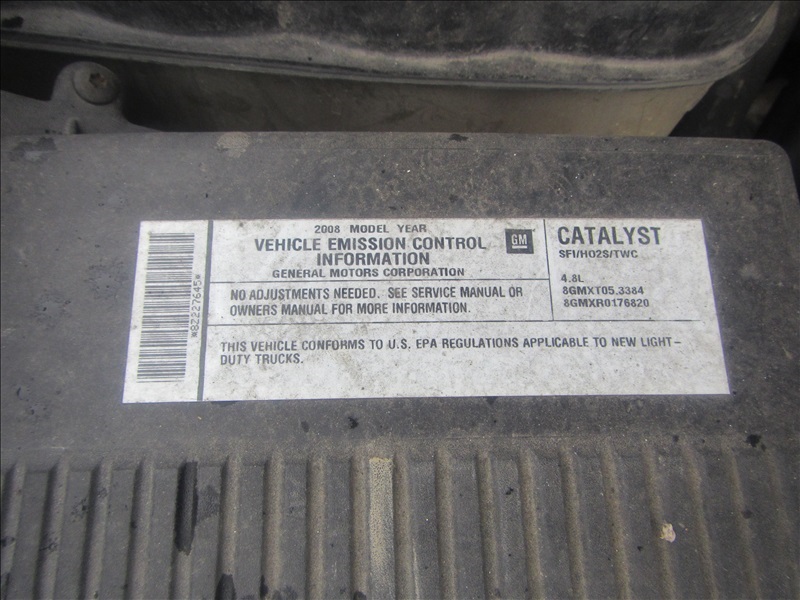 *8Z227645*
2008 MODEL YEAR
VEHICLE EMISSION CONTROL
INFORMATION
GENERAL MOTORS CORPORATION
GM
NO ADJUSTMENTS NEEDED. SEE SERVICE MANUAL OR
OWNERS MANUAL FOR MORE INFORMATION.
CATALYST
SFI/HO2S/TWC
4.8L
8GMXT05.3384
8GMXR0176820
THIS VEHICLE CONFORMS TO U.S. EPA REGULATIONS APPLICABLE TO NEW LIGHT-
DUTY TRUCKS.